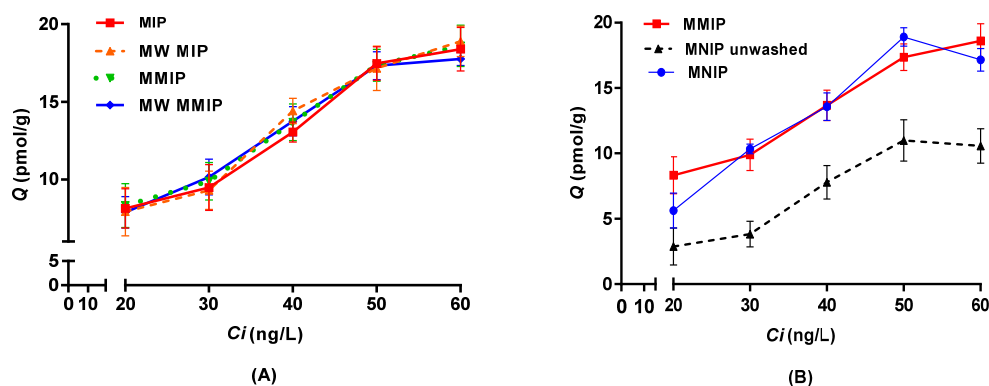 20
15
10
5
0
Q (pmol/g)
MIP
MW MIP
MMIP
MW MMIP
0 10 20 30 40 50 60
Ci (ng/L)
(A)
20
15
10
5
0
Q (pmol/g)
MMIP
MNIP unwashed
MNIP
0 10 20 30 40 50 60
Ci (ng/L)
(B)